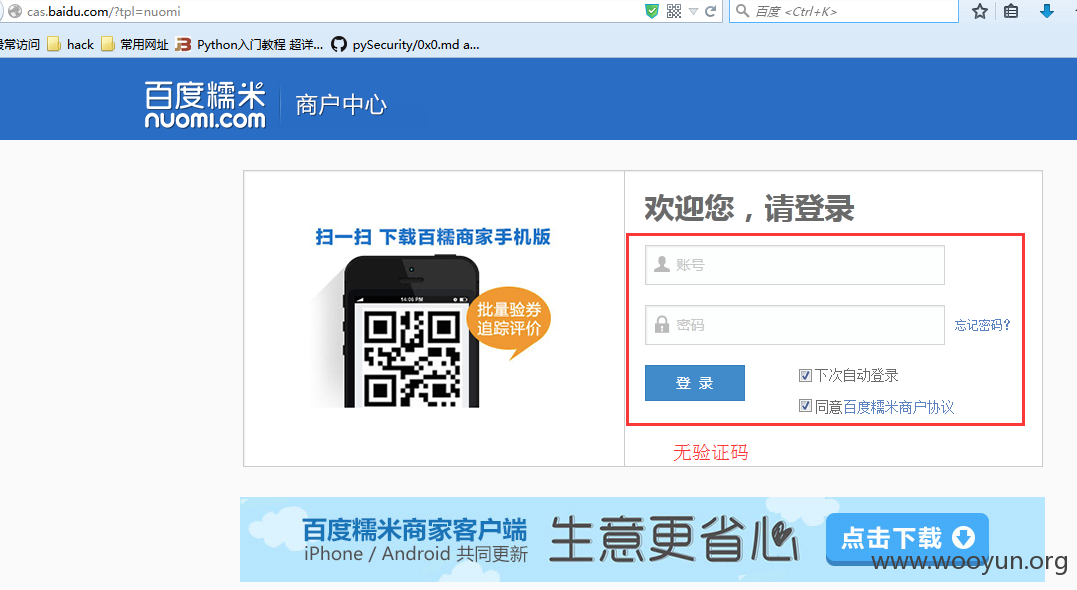 cas.baidu.com/?tpl=nuomi
百度 <Ctrl+K>
最常访问 hack 常用网址 Python入门教程 超详... pySecurity/0x0.md a...
百度糯米
nuomi.com
商户中心
扫一扫 下载百糯商家手机版
14:06 PM
批量验券
追踪评价
欢迎您，请登录
账号
密码
忘记密码?
登 录
下次自动登录
同意百度糯米商户协议
无验证码
百度糯米商家客户端
iPhone / Android 共同更新
生意更省心
点击下载
www.wooyun.org